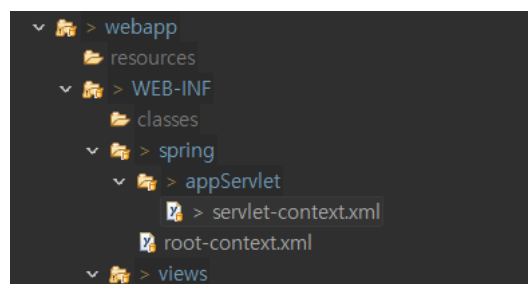 > webapp
resources
> WEB-INF
classes
> spring
> appServlet
> servlet-context.xml
root-context.xml
> views